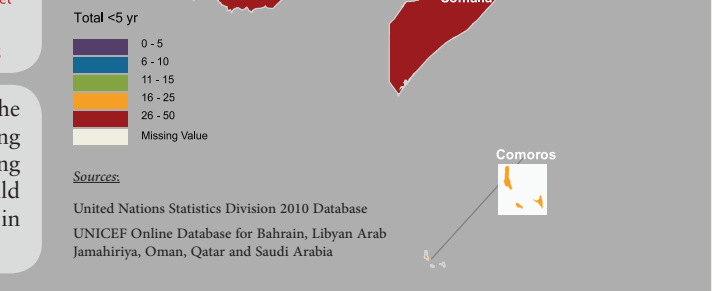 Somalia
Total <5 yr
0 - 5
6 - 10
11 - 15
16 - 25
26 - 50
Missing Value
he
ng
ng
ld
in
Comoros
Sources:
United Nations Statistics Division 2010 Database
UNICEF Online Database for Bahrain, Libyan Arab
Jamahiriya, Oman, Qatar and Saudi Arabia